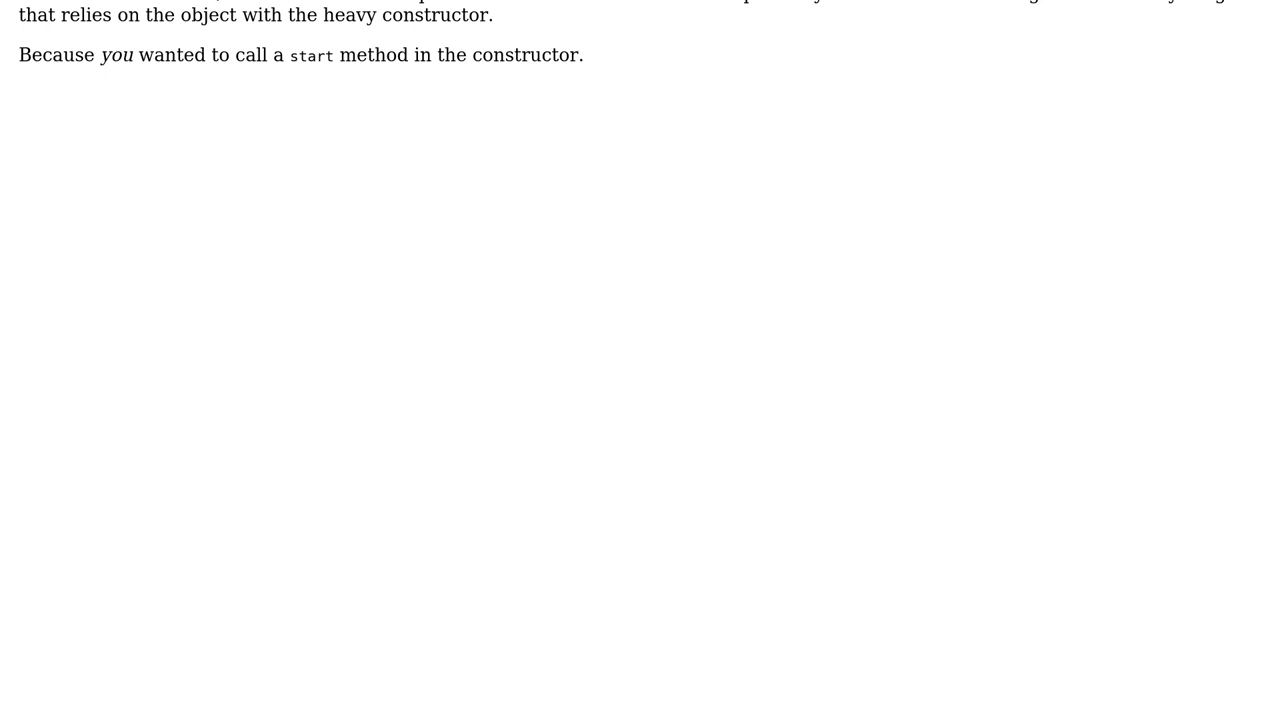 that relies on the object with the heavy constructor.
Because you wanted to call a start method in the constructor.